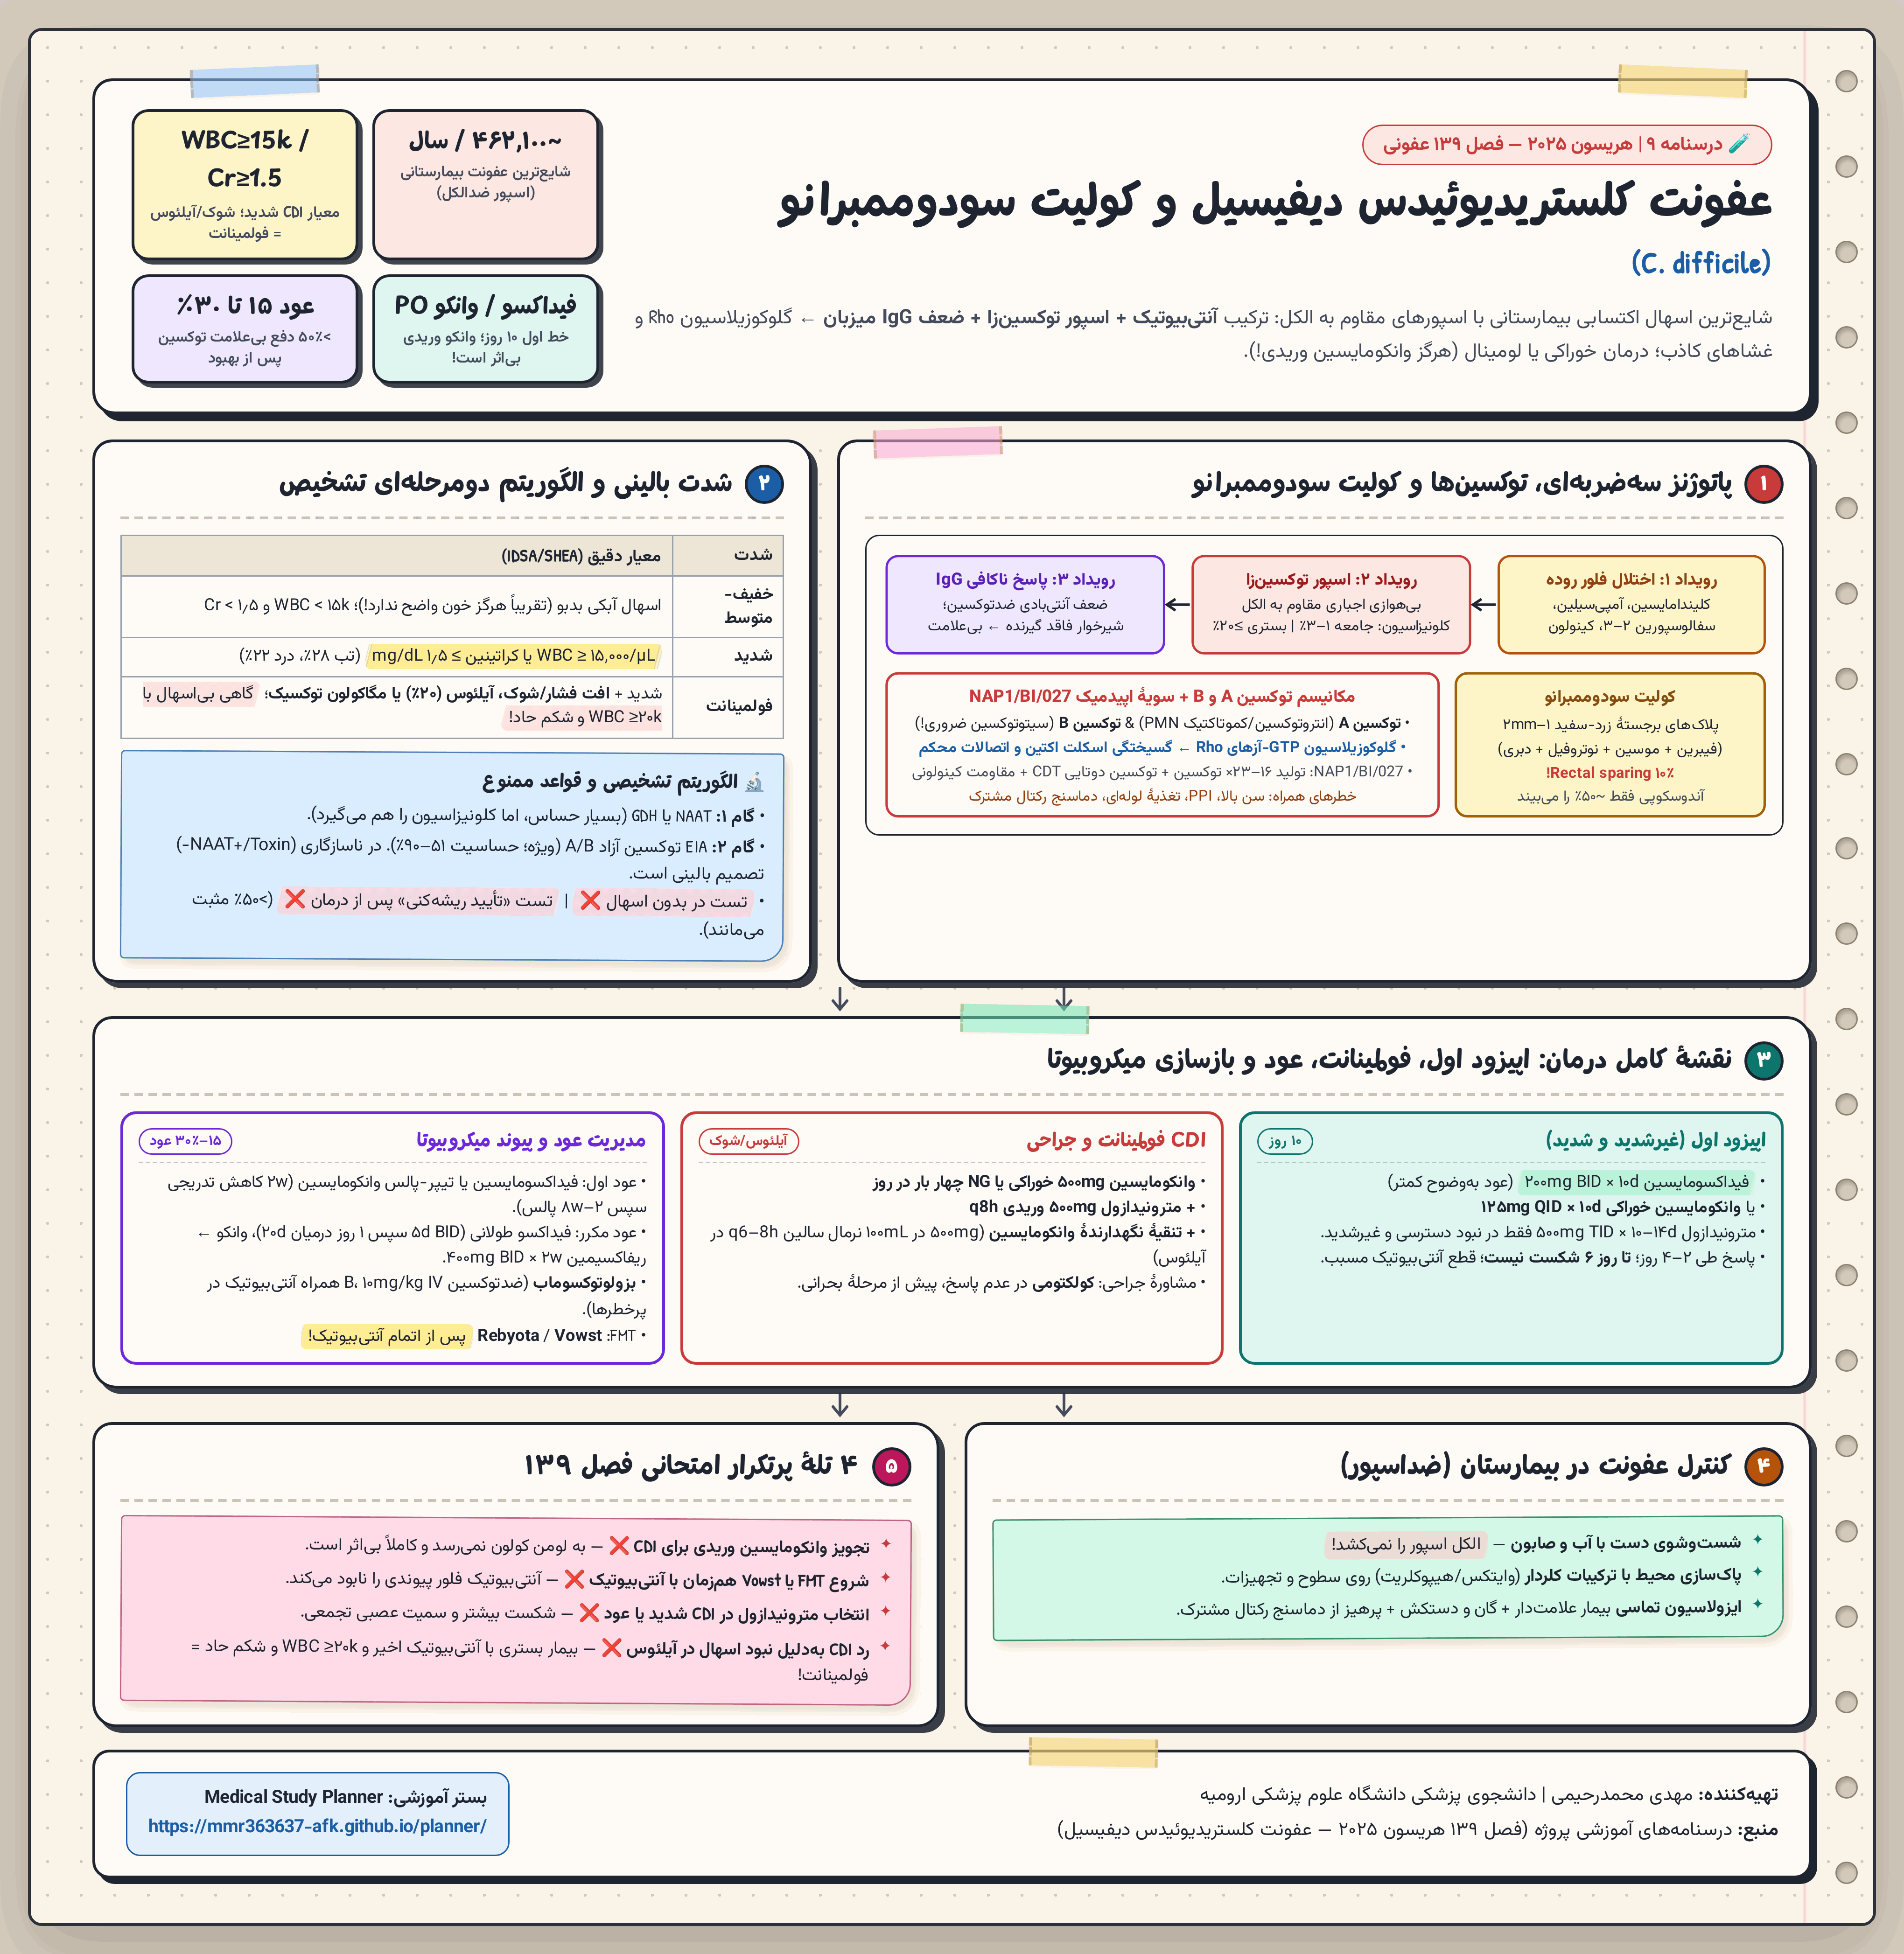 🧪 درسنامه ۹ | هریسون ۲۰۲۵ – فصل ۱۳۹ عفونی
عفونت کلستریدیوئیدس دیفیسیل و کولیت سودوممبرانو
(C. difficile)
شایع‌ترین اسهال اکتسابی بیمارستانی با اسپورهای مقاوم به الکل: ترکیب آنتی‌بیوتیک + اسپور توکسین‌زا + ضعف IgG میزبان ← گلوکوزیلاسیون Rho و
غشاهای کاذب؛ درمان خوراکی یا لومینال (هرگز وانکومایسین وریدی!).
~۴۶۲,۱۰۰ / سال
شایع‌ترین عفونت بیمارستانی
(اسپور ضدالکل)
WBC≥15k /
Cr≥1.5
معیار CDI شدید؛ شوک/آیلئوس
= فولمینانت
فیداکسو / وانکو PO
خط اول ۱۰ روز؛ وانکو وریدی
بی‌اثر است!
عود ۱۵ تا ۳۰٪
>۵۰٪ دفع بی‌علامت توکسین
پس از بهبود
۱ پاتوژنز سه‌ضربه‌ای، توکسین‌ها و کولیت سودوممبرانو
رویداد ۱: اختلال فلور روده
کلیندامایسین، آمپی‌سیلین،
سفالوسپورین ۲–۳، کینولون
رویداد ۲: اسپور توکسین‌زا
بی‌هوازی اجباری مقاوم به الکل
کلونیزاسیون: جامعه ۱–۳٪ | بستری ≥۲۰٪
رویداد ۳: پاسخ ناکافی IgG
ضعف آنتی‌بادی ضدتوکسین؛
شیرخوار فاقد گیرنده ← بی‌علامت
کولیت سودوممبرانو
پلاک‌های برجستهٔ زرد-سفید ۱–۲mm
(فیبرین + موسین + نوتروفیل + دبری)
Rectal sparing ۱۰٪!
آندوسکوپی فقط ~۵۰٪ را می‌بیند
مکانیسم توکسین A و B + سویهٔ اپیدمیک NAP1/BI/027
• توکسین A (انتروتوکسین/کموتاکتیک PMN) & توکسین B (سیتوتوکسین ضروری!)
• گلوکوزیلاسیون GTP-آزهای Rho ← گسیختگی اسکلت اکتین و اتصالات محکم
• NAP1/BI/027: تولید ۱۶–۲۳× توکسین + توکسین دوتایی CDT + مقاومت کینولونی
خطرهای همراه: سن بالا، PPI، تغذیهٔ لوله‌ای، دماسنج رکتال مشترک
۲ شدت بالینی و الگوریتم دومرحله‌ای تشخیص
شدت | معیار دقیق (IDSA/SHEA)
خفیف-
متوسط | اسهال آبکی بدبو (تقریباً هرگز خون واضح ندارد!)؛ WBC < ۱۵k و Cr < ۱٫۵
شدید | WBC ≥ ۱۵,۰۰۰/µL یا کراتینین ≥ ۱٫۵ mg/dL (تب ۲۸٪، درد ۲۲٪)
فولمینانت | شدید + افت فشار/شوک، آیلئوس (۲۰٪) یا مگاکولون توکسیک؛ گاهی بی‌اسهال با
WBC ≥۲۰k و شکم حاد!
🔬 الگوریتم تشخیصی و قواعد ممنوع
• گام ۱: NAAT یا GDH (بسیار حساس، اما کلونیزاسیون را هم می‌گیرد).
• گام ۲: EIA توکسین آزاد A/B (ویژه؛ حساسیت ۵۱–۹۰٪). در ناسازگاری (NAAT+/Toxin-)
تصمیم بالینی است.
• تست در بدون اسهال ❌ | تست «تأیید ریشه‌کنی» پس از درمان ❌ (>۵۰٪ مثبت
می‌مانند).
۳ نقشهٔ کامل درمان: اپیزود اول، فولمینانت، عود و بازسازی میکروبیوتا
اپیزود اول (غیرشدید و شدید)
۱۰ روز
• فیداکسومایسین ۲۰۰mg BID × ۱۰d (عود به‌وضوح کمتر)
• یا وانکومایسین خوراکی ۱۲۵mg QID × ۱۰d
• مترونیدازول ۵۰۰mg TID × ۱۰–۱۴d فقط در نبود دسترسی و غیرشدید.
• پاسخ طی ۲–۴ روز؛ تا روز ۶ شکست نیست؛ قطع آنتی‌بیوتیک مسبب.
CDI فولمینانت و جراحی
آیلئوس/شوک
• وانکومایسین ۵۰۰mg خوراکی یا NG چهار بار در روز
• + مترونیدازول ۵۰۰mg وریدی q8h
• + تنقیهٔ نگهدارندهٔ وانکومایسین (۵۰۰mg در ۱۰۰mL نرمال سالین q6–8h در
آیلئوس)
• مشاورهٔ جراحی: کولکتومی در عدم پاسخ، پیش از مرحلهٔ بحرانی.
مدیریت عود و پیوند میکروبیوتا
۱۵–۳۰٪ عود
• عود اول: فیداکسومایسین یا تیپر-پالس وانکومایسین (۲w کاهش تدریجی
سپس ۲–۸w پالس).
• عود مکرر: فیداکسو طولانی (۵d BID سپس ۱ روز درمیان ۲۰d)، وانکو ←
ریفاکسیمین ۴۰۰mg BID × ۲w.
• بزولوتوکسوماب (ضدتوکسین B، ۱۰mg/kg IV همراه آنتی‌بیوتیک در
پرخطرها).
• FMT: Rebyota / Vowst پس از اتمام آنتی‌بیوتیک!
۴ کنترل عفونت در بیمارستان (ضداسپور)
✦ شست‌وشوی دست با آب و صابون – الکل اسپور را نمی‌کشد!
✦ پاک‌سازی محیط با ترکیبات کلردار (وایتکس/هیپوکلریت) روی سطوح و تجهیزات.
✦ ایزولاسیون تماسی بیمار علامت‌دار + گان و دستکش + پرهیز از دماسنج رکتال مشترک.
۵ ۴ تلهٔ پرتکرار امتحانی فصل ۱۳۹
✦ تجویز وانکومایسین وریدی برای CDI ❌ – به لومن کولون نمی‌رسد و کاملاً بی‌اثر است.
✦ شروع FMT یا Vowst هم‌زمان با آنتی‌بیوتیک ❌ – آنتی‌بیوتیک فلور پیوندی را نابود می‌کند.
✦ انتخاب مترونیدازول در CDI شدید یا عود ❌ – شکست بیشتر و سمیت عصبی تجمعی.
✦ رد CDI به‌دلیل نبود اسهال در آیلئوس ❌ – بیمار بستری با آنتی‌بیوتیک اخیر و WBC ≥۲۰k و شکم حاد =
فولمینانت!
تهیه‌کننده: مهدی محمدرحیمی | دانشجوی پزشکی دانشگاه علوم پزشکی ارومیه
منبع: درسنامه‌های آموزشی پروژه (فصل ۱۳۹ هریسون ۲۰۲۵ – عفونت کلستریدیوئیدس دیفیسیل)
بستر آموزشی: Medical Study Planner
https://mmr363637-afk.github.io/planner/